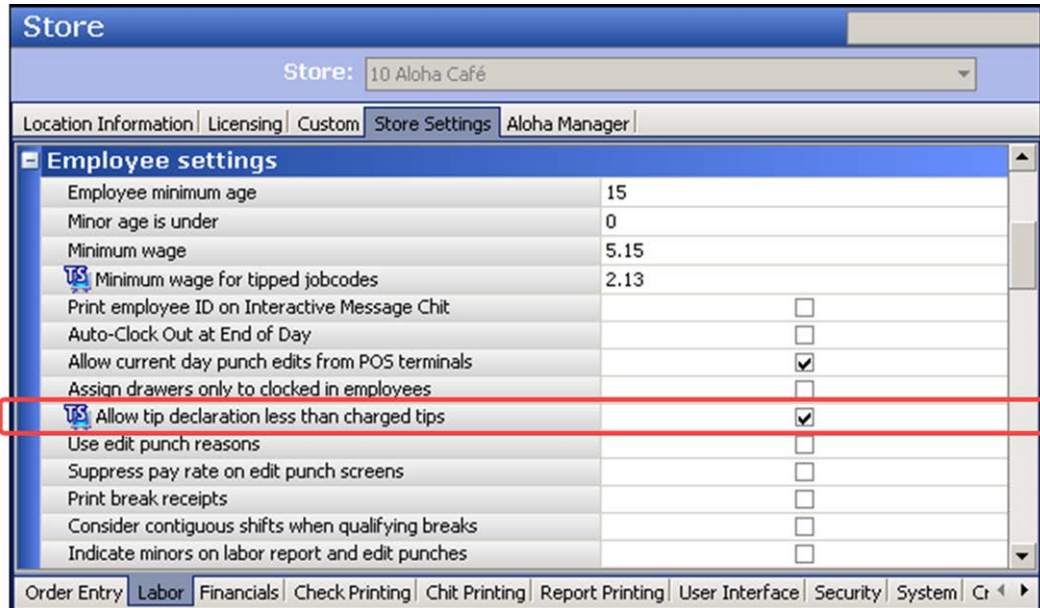 Store
Store: 10 Aloha Café
Location Information Licensing Custom Store Settings Aloha Manager
Employee settings
Employee minimum age 15
Minor age is under 0
Minimum wage 5.15
TS Minimum wage for tipped jobcodes 2.13
Print employee ID on Interactive Message Chit
Auto-Clock Out at End of Day
Allow current day punch edits from POS terminals
Assign drawers only to clocked in employees
TS Allow tip declaration less than charged tips
Use edit punch reasons
Suppress pay rate on edit punch screens
Print break receipts
Consider contiguous shifts when qualifying breaks
Indicate minors on labor report and edit punches
Order Entry Labor Financials Check Printing Chit Printing Report Printing User Interface Security System